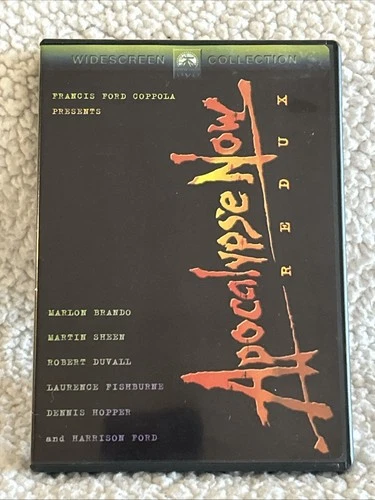 WIDESCREEN COLLECTION
FRANCIS FORD COPPOLA
PRESENTS
Apocalypse Now
REDUX
MARLON BRANDO
MARTIN SHEEN
ROBERT DUVALL
LAURENCE FISHBURNE
DENNIS HOPPER
and HARRISON FORD